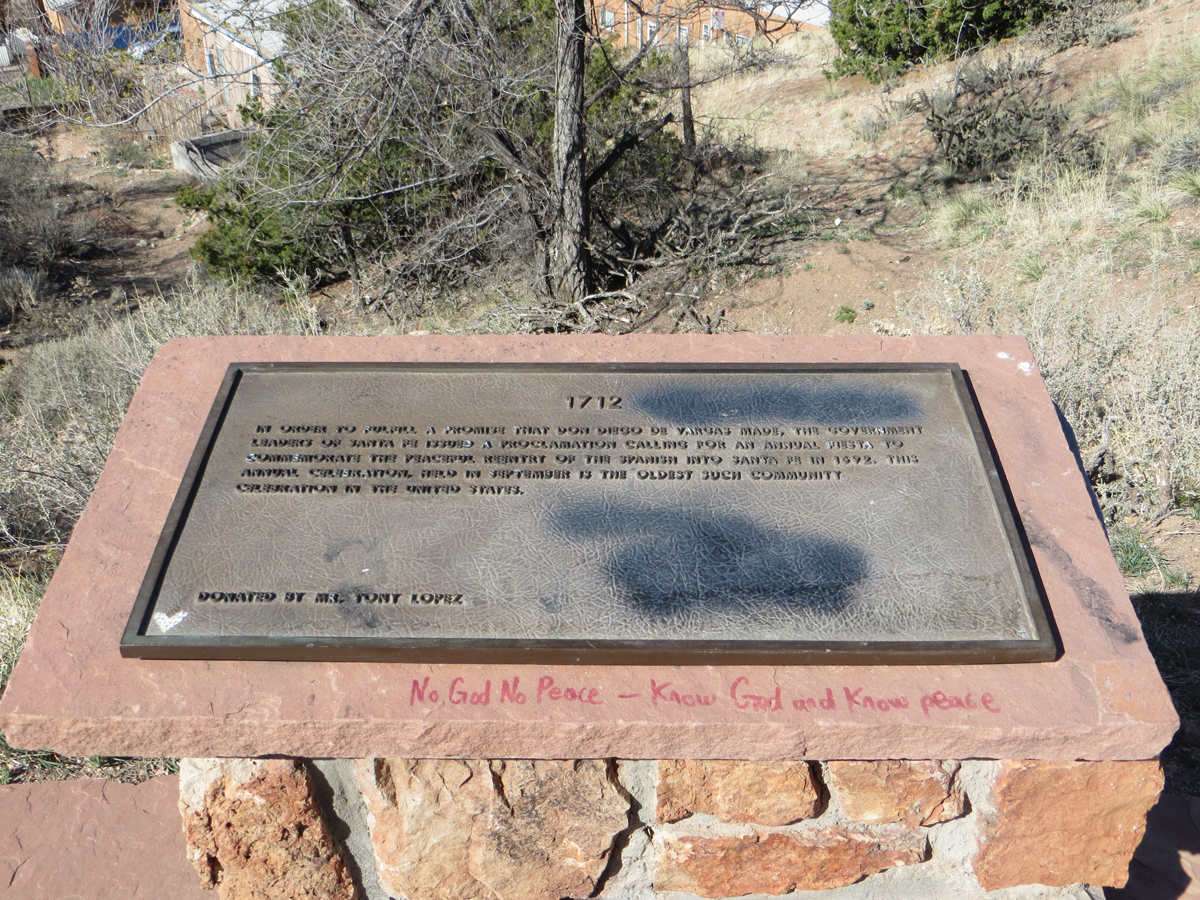 1712
IN ORDER TO FULFILL A PROMISE THAT DON DIEGO DE VARGAS MADE, THE GOVERNMENT
LEADERS OF SANTA FE ISSUED A PROCLAMATION CALLING FOR AN ANNUAL FIESTA TO
COMMEMORATE THE PEACEFUL REENTRY OF THE SPANISH INTO SANTA FE IN 1692. THIS
ANNUAL CELEBRATION, HELD IN SEPTEMBER IS THE OLDEST SUCH COMMUNITY
CELEBRATION IN THE UNITED STATES.
DONATED BY MR. TONY LOPEZ
No God No Peace — Know God and Know peace